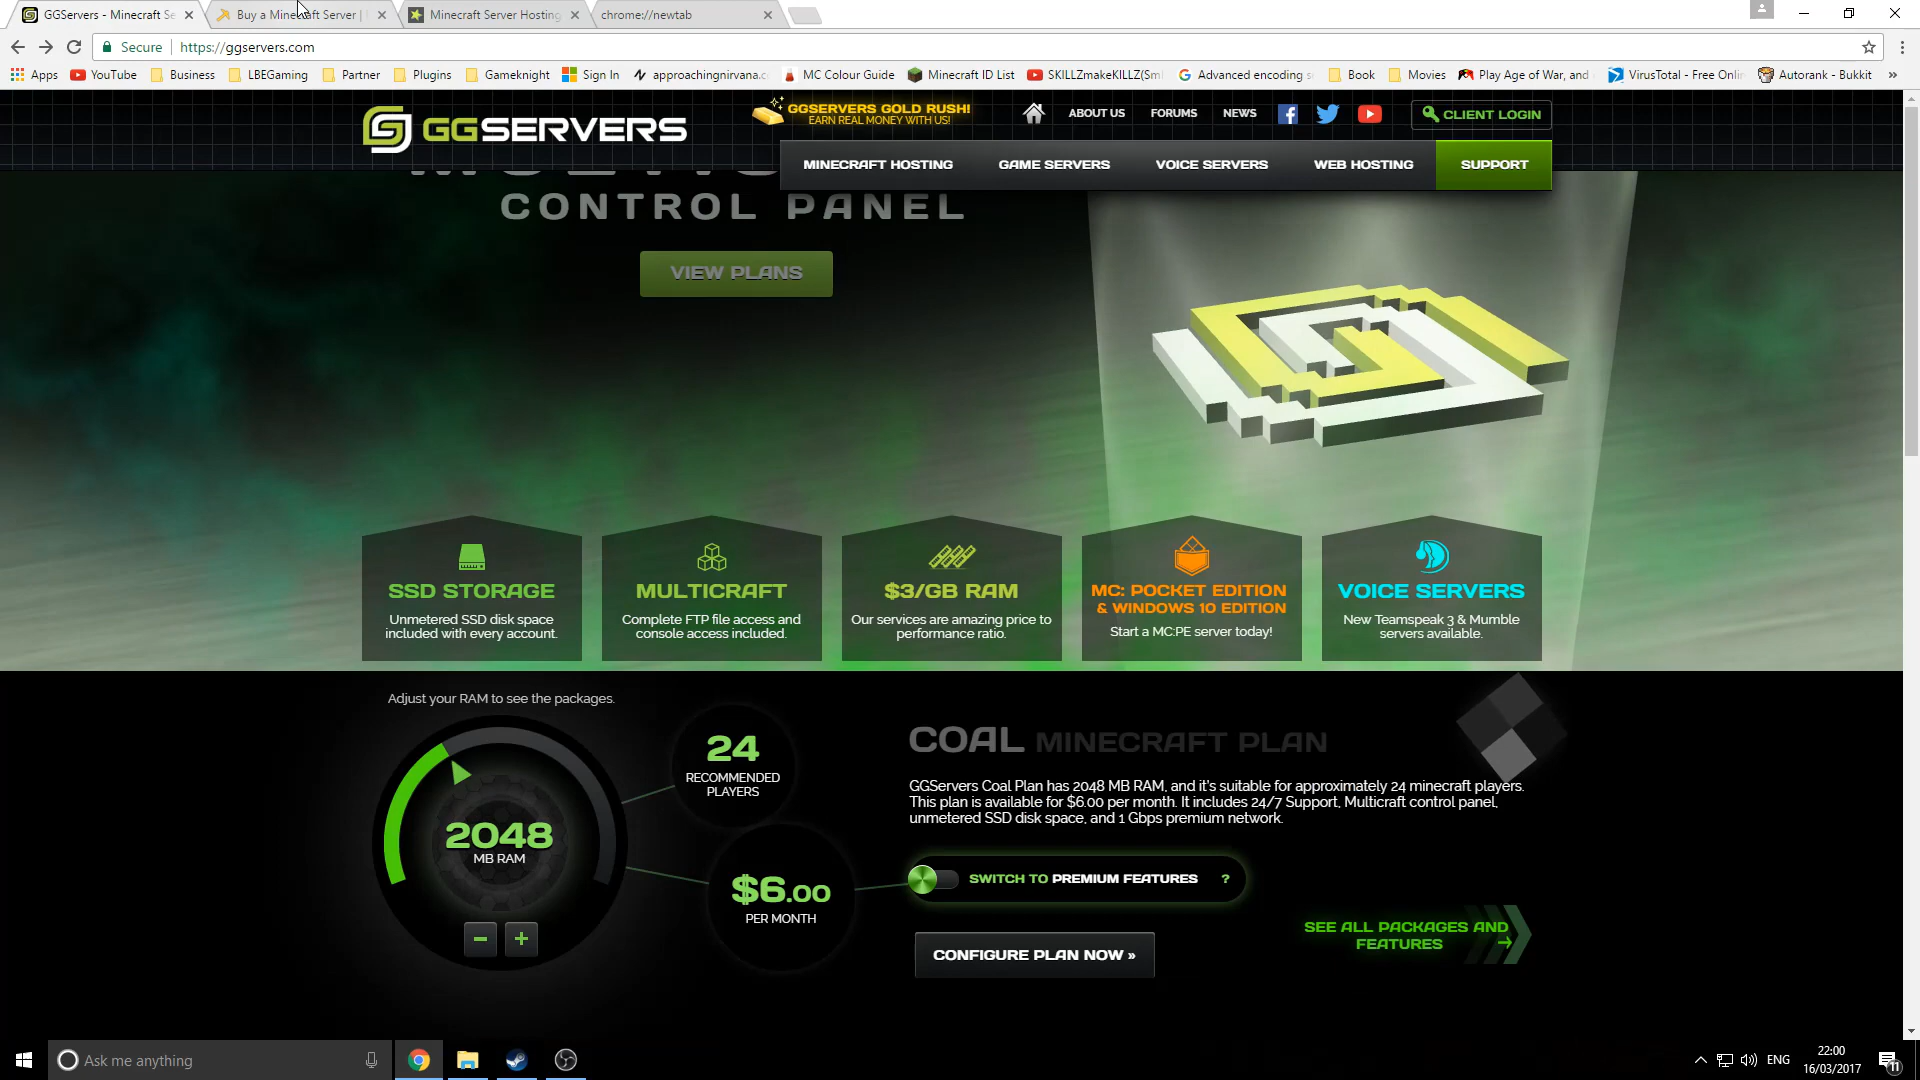 GGServers - Minecraft Se
Buy a Minecraft Server |
Minecraft Server Hosting
chrome://newtab
Secure
https://ggservers.com
Apps
YouTube
Business
LBEGaming
Partner
Plugins
Gameknight
Sign In
approachingnirvana.c
MC Colour Guide
Minecraft ID List
SKILLZmakeKILLZ(Sm
Advanced encoding s
Book
Movies
Play Age of War, and
VirusTotal - Free Onlin
Autorank - Bukkit
»
GGSERVERS
GGSERVERS GOLD RUSH!
EARN REAL MONEY WITH US!
ABOUT US
FORUMS
NEWS
CLIENT LOGIN
MINECRAFT HOSTING
GAME SERVERS
VOICE SERVERS
WEB HOSTING
SUPPORT
CONTROL PANEL
VIEW PLANS
SSD STORAGE
Unmetered SSD disk space
included with every account.
MULTICRAFT
Complete FTP file access and
console access included.
$3/GB RAM
Our services are amazing price to
performance ratio.
MC: POCKET EDITION
& WINDOWS 10 EDITION
Start a MC:PE server today!
VOICE SERVERS
New Teamspeak 3 & Mumble
servers available.
Adjust your RAM to see the packages.
2048
MB RAM
24
RECOMMENDED
PLAYERS
$6.00
PER MONTH
COAL MINECRAFT PLAN
GGServers Coal Plan has 2048 MB RAM, and it's suitable for approximately 24 minecraft players.
This plan is available for $6.00 per month. It includes 24/7 Support, Multicraft control panel,
unmetered SSD disk space, and 1 Gbps premium network.
SWITCH TO PREMIUM FEATURES
?
CONFIGURE PLAN NOW »
SEE ALL PACKAGES AND
FEATURES
Ask me anything
ENG
22:00
16/03/2017
11